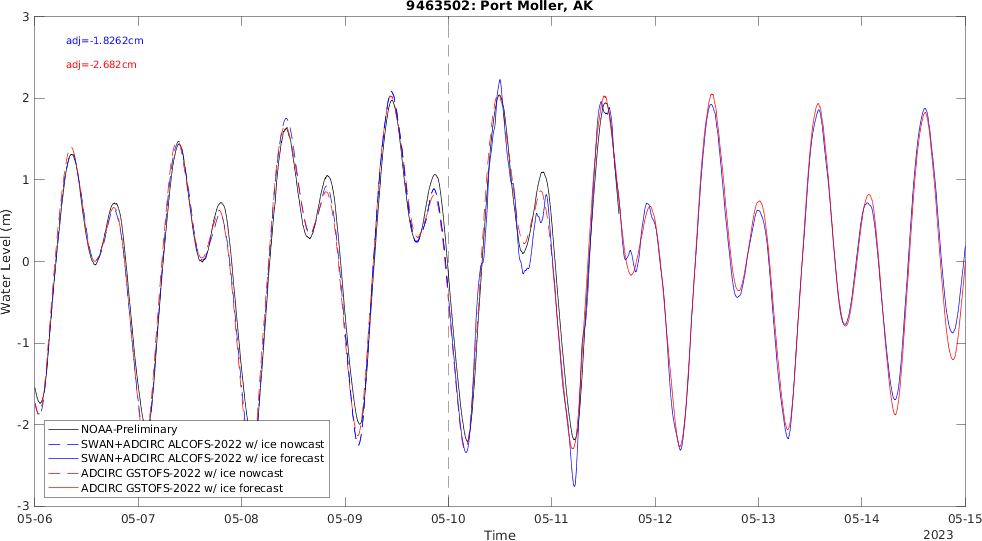 9463502: Port Moller, AK
adj=-1.8262cm
adj=-2.682cm
Water Level (m)
3
2
1
0
-1
-2
-3
NOAA-Preliminary
SWAN+ADCIRC ALCOFS-2022 w/ ice nowcast
SWAN+ADCIRC ALCOFS-2022 w/ ice forecast
ADCIRC GSTOFS-2022 w/ ice nowcast
ADCIRC GSTOFS-2022 w/ ice forecast
05-06 05-07 05-08 05-09 05-10 05-11 05-12 05-13 05-14 05-15
Time
2023